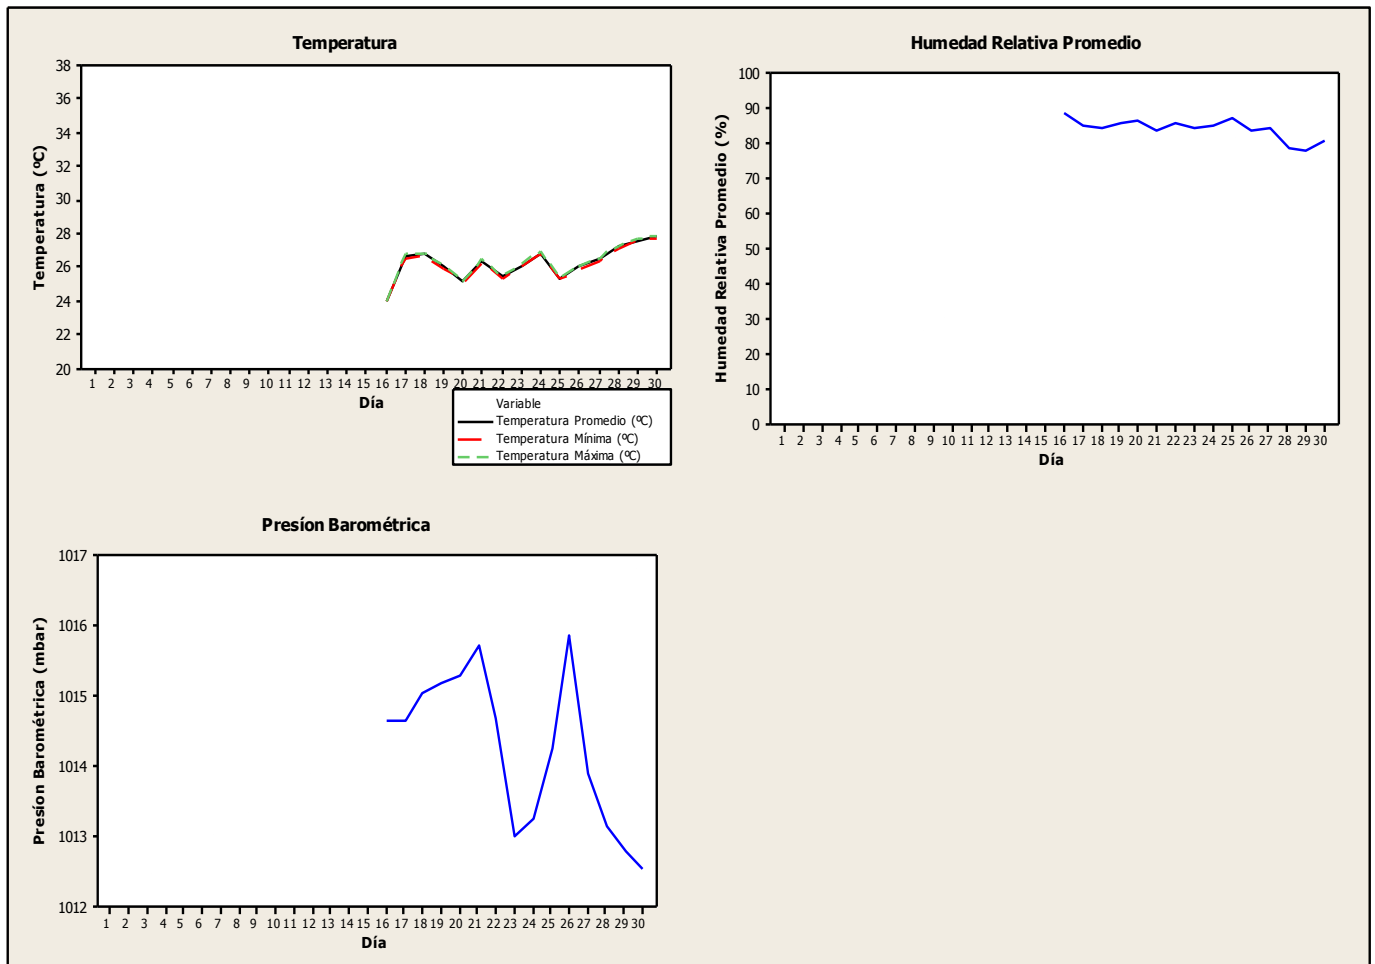 Temperatura
Temperatura (ºC)
38
36
34
32
30
28
26
24
22
20
1 2 3 4 5 6 7 8 9 10 11 12 13 14 15 16 17 18 19 20 21 22 23 24 25 26 27 28 29 30
Día
Variable
Temperatura Promedio (ºC)
Temperatura Mínima (ºC)
Temperatura Máxima (ºC)
Humedad Relativa Promedio
Humedad Relativa Promedio (%)
100
90
80
70
60
50
40
30
20
10
0
1 2 3 4 5 6 7 8 9 10 11 12 13 14 15 16 17 18 19 20 21 22 23 24 25 26 27 28 29 30
Día
Presíon Barométrica
Presíon Barométrica (mbar)
1017
1016
1015
1014
1013
1012
1 2 3 4 5 6 7 8 9 10 11 12 13 14 15 16 17 18 19 20 21 22 23 24 25 26 27 28 29 30
Día